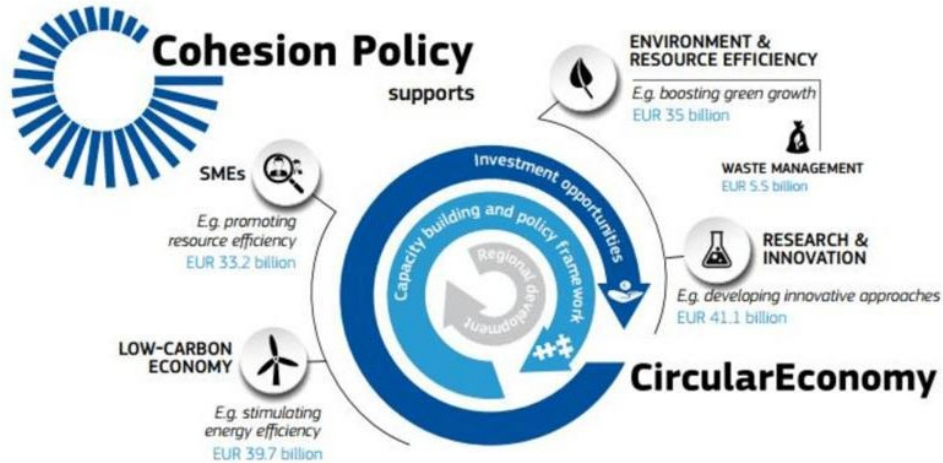 Cohesion Policy
supports
ENVIRONMENT &
RESOURCE EFFICIENCY
E.g. boosting green growth
EUR 35 billion
WASTE MANAGEMENT
EUR 5.5 billion
SMEs
E.g. promoting
resource efficiency
EUR 33.2 billion
Investment opportunities
Capacity building and policy framework
Regional development
RESEARCH &
INNOVATION
E.g. developing innovative approaches
EUR 41.1 billion
LOW-CARBON
ECONOMY
E.g. stimulating
energy efficiency
EUR 39.7 billion
CircularEconomy